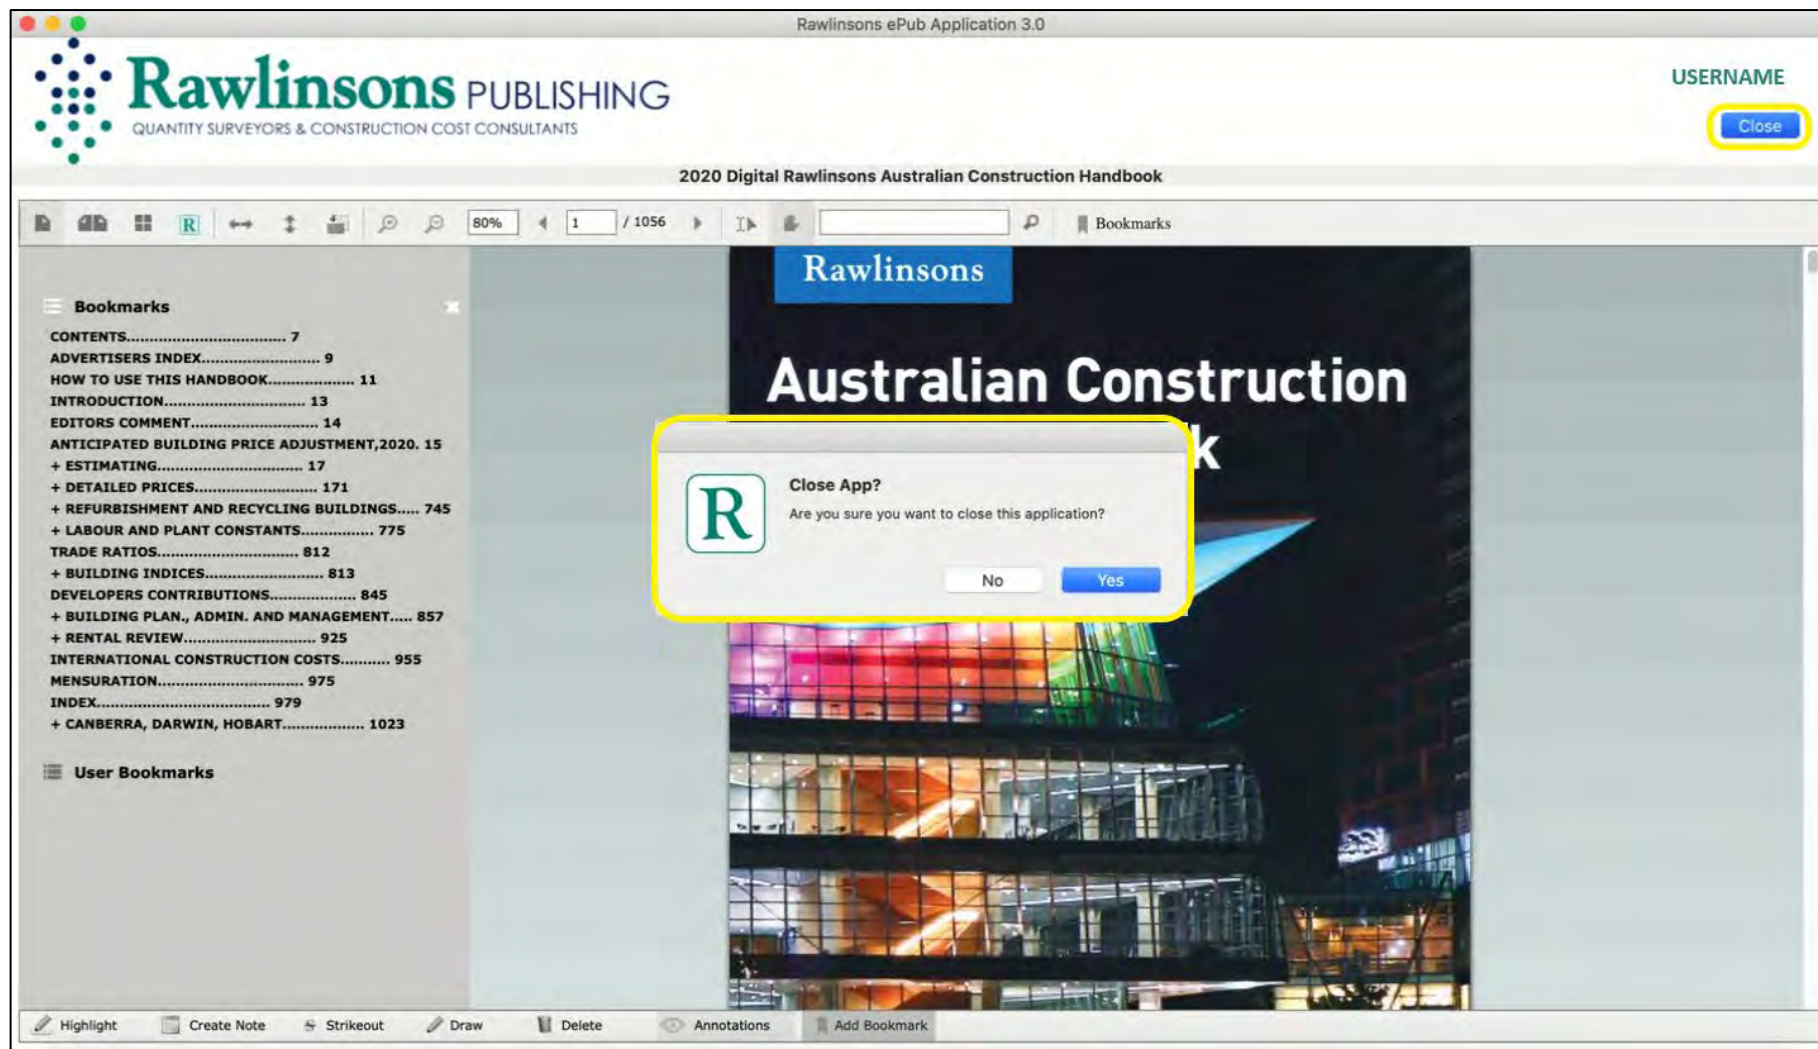 Rawlinsons ePub Application 3.0
Rawlinsons PUBLISHING
QUANTITY SURVEYORS & CONSTRUCTION COST CONSULTANTS
USERNAME
Close
2020 Digital Rawlinsons Australian Construction Handbook
R 80% 1 / 1056 Bookmarks
Bookmarks
CONTENTS................................... 7
ADVERTISERS INDEX.......................... 9
HOW TO USE THIS HANDBOOK................... 11
INTRODUCTION............................... 13
EDITORS COMMENT............................ 14
ANTICIPATED BUILDING PRICE ADJUSTMENT,2020. 15
+ ESTIMATING................................ 17
+ DETAILED PRICES........................... 171
+ REFURBISHMENT AND RECYCLING BUILDINGS..... 745
+ LABOUR AND PLANT CONSTANTS................ 775
TRADE RATIOS............................... 812
+ BUILDING INDICES.......................... 813
DEVELOPERS CONTRIBUTIONS................... 845
+ BUILDING PLAN., ADMIN. AND MANAGEMENT..... 857
+ RENTAL REVIEW............................. 925
INTERNATIONAL CONSTRUCTION COSTS........... 955
MENSURATION................................ 975
INDEX...................................... 979
+ CANBERRA, DARWIN, HOBART.................. 1023
User Bookmarks
Rawlinsons
Australian Construction
k
R
Close App?
Are you sure you want to close this application?
No Yes
Highlight Create Note S Strikeout Draw Delete Annotations Add Bookmark